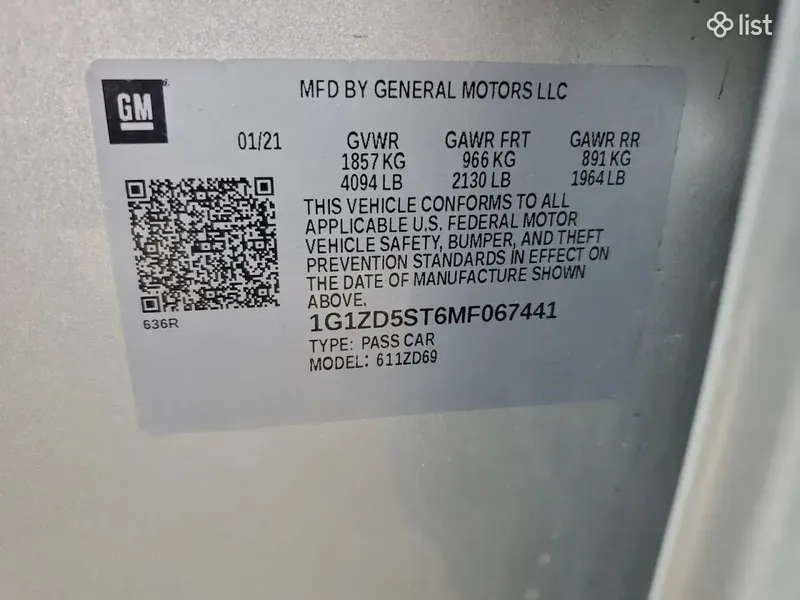 list
GM
MFD BY GENERAL MOTORS LLC
01/21 GVWR GAWR FRT GAWR RR
1857 KG 966 KG 891 KG
4094 LB 2130 LB 1964 LB
THIS VEHICLE CONFORMS TO ALL
APPLICABLE U.S. FEDERAL MOTOR
VEHICLE SAFETY, BUMPER, AND THEFT
PREVENTION STANDARDS IN EFFECT ON
THE DATE OF MANUFACTURE SHOWN
ABOVE.
636R
1G1ZD5ST6MF067441
TYPE: PASS CAR
MODEL: 611ZD69